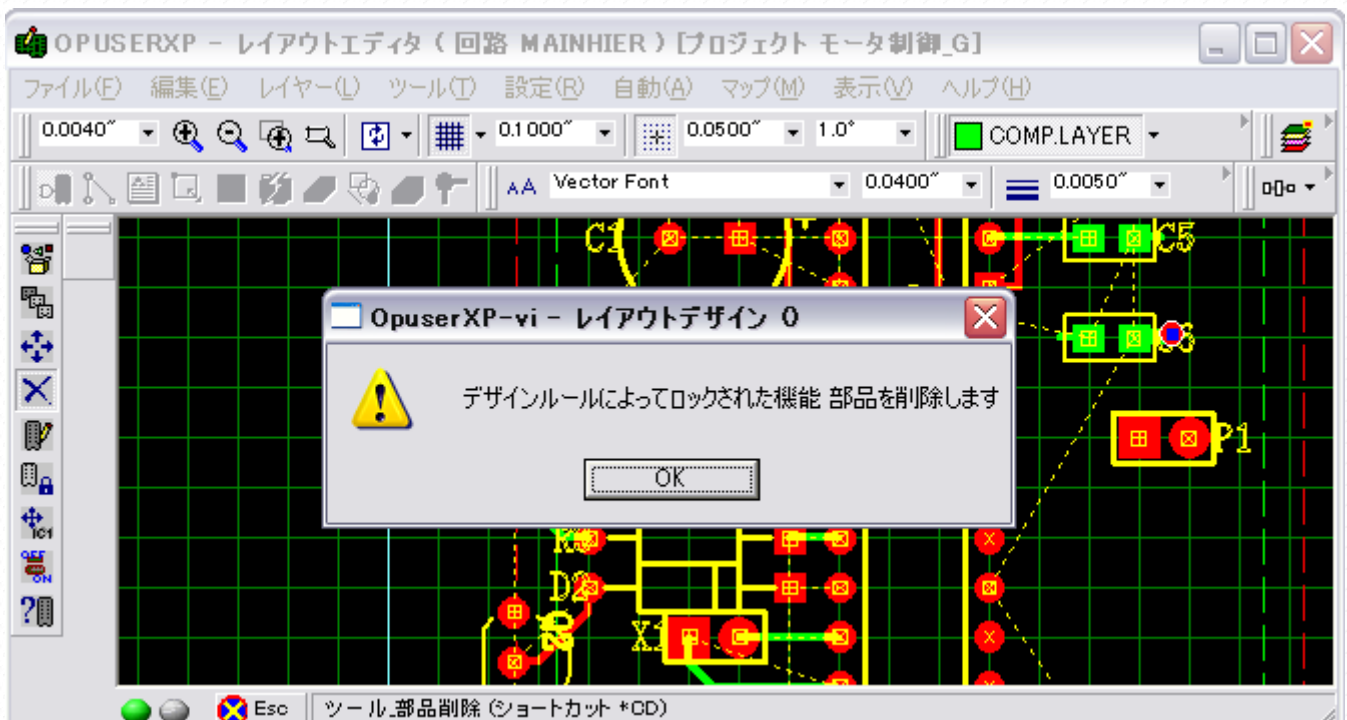 OPUSERXP - レイアウトエディタ ( 回路 MAINHIER ) [プロジェクト モータ制御_G]
ファイル(F) 編集(E) レイヤー(L) ツール(T) 設定(R) 自動(A) マップ(M) 表示(V) ヘルプ(H)
0.0040" 0.1000" 0.0500" 1.0° COMP.LAYER
AA Vector Font 0.0400" 0.0050"
C1 C5
OpuserXP-vi - レイアウトデザイン 0
デザインルールによってロックされた機能 部品を削除します
OK
P1
IC1
OFF
ON
D2
X1
Esc ツール_部品削除 (ショートカット *CD)